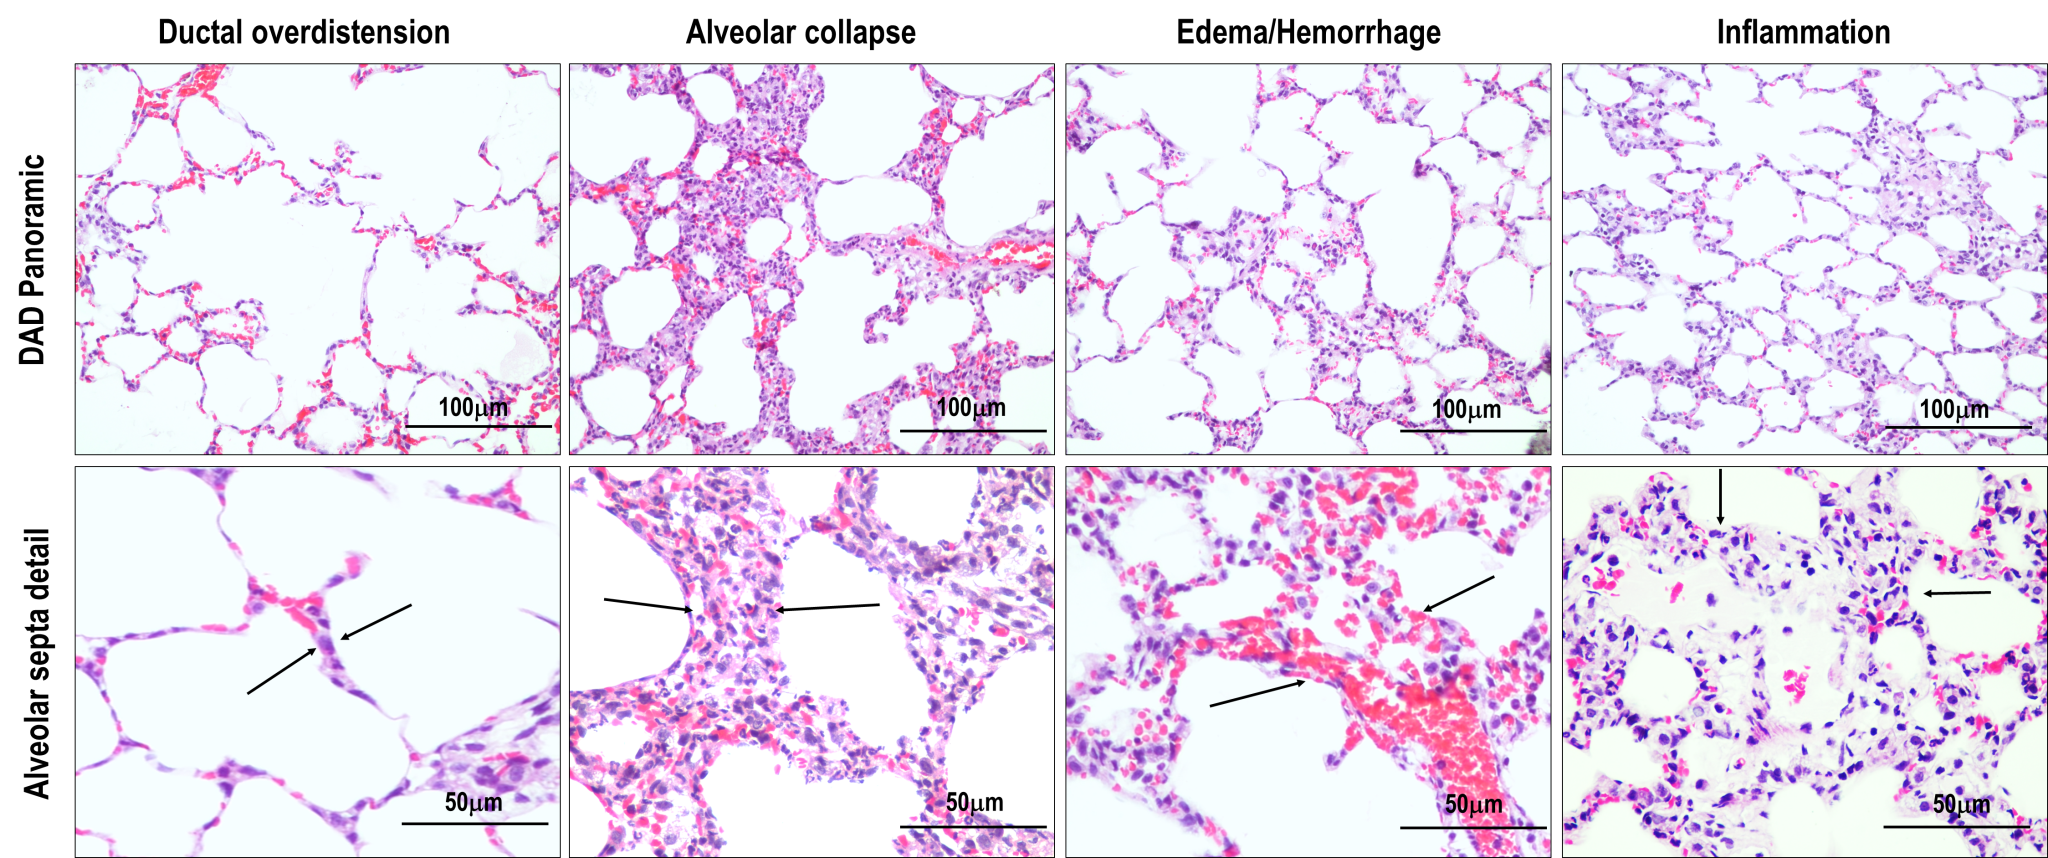 Ductal overdistension
Alveolar collapse
Edema/Hemorrhage
Inflammation
DAD Panoramic
100μm
100μm
100μm
100μm
Alveolar septa detail
50μm
50μm
50μm
50μm